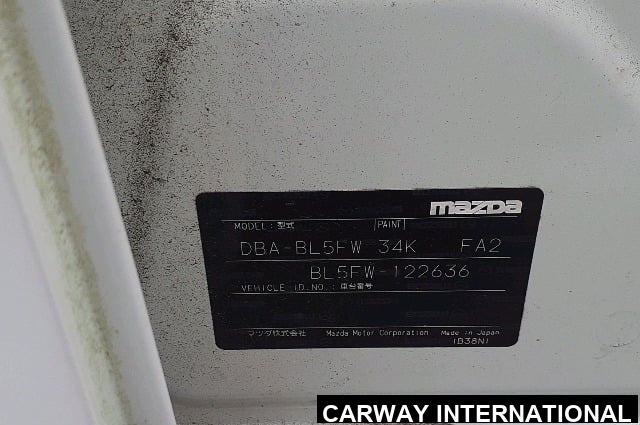 mazda
MODEL:型式 PAINT
DBA-BL5FW 34K FA2
BL5FW-122636
VEHICLE ID.NO.:車台番号
マツダ株式会社 Mazda Motor Corporation Made in Japan
(B38N)
CARWAY INTERNATIONAL